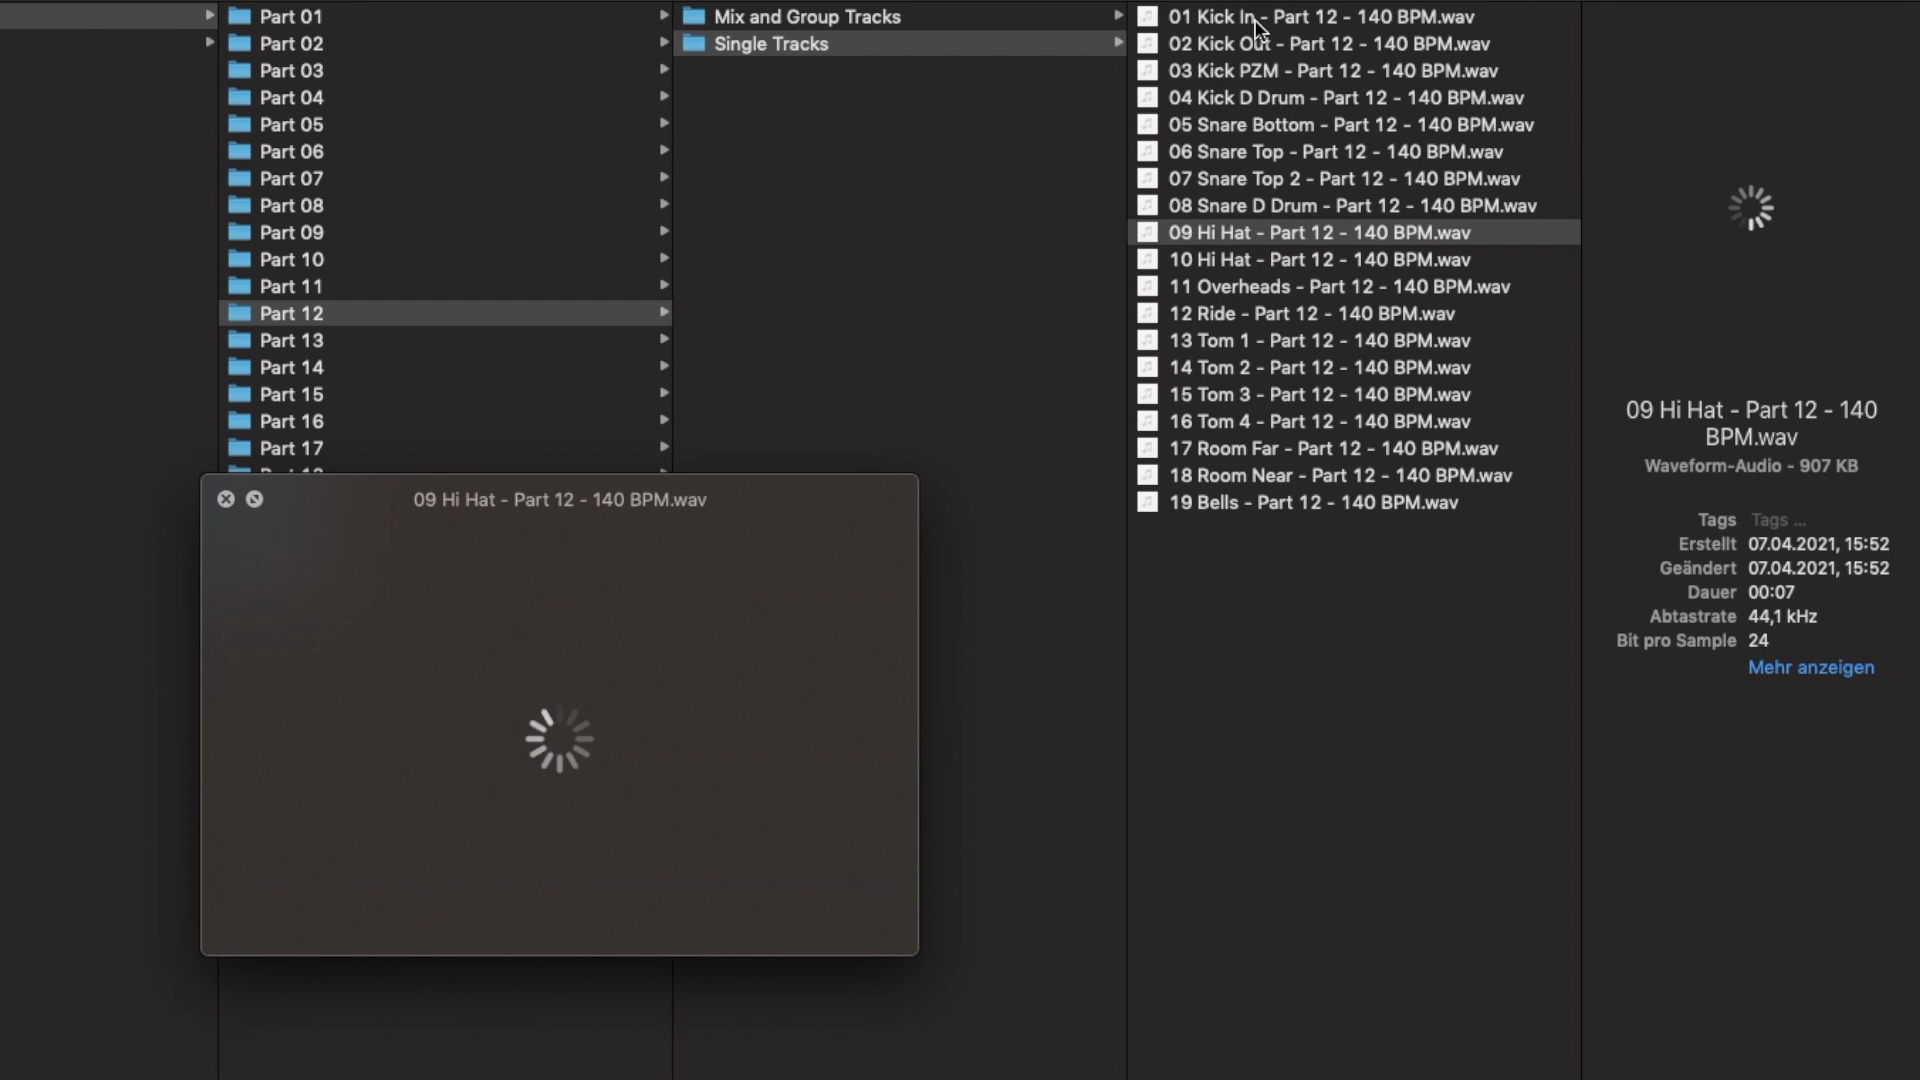 Part 01
Part 02
Part 03
Part 04
Part 05
Part 06
Part 07
Part 08
Part 09
Part 10
Part 11
Part 12
Part 13
Part 14
Part 15
Part 16
Part 17
Mix and Group Tracks
Single Tracks
01 Kick In - Part 12 - 140 BPM.wav
02 Kick Out - Part 12 - 140 BPM.wav
03 Kick PZM - Part 12 - 140 BPM.wav
04 Kick D Drum - Part 12 - 140 BPM.wav
05 Snare Bottom - Part 12 - 140 BPM.wav
06 Snare Top - Part 12 - 140 BPM.wav
07 Snare Top 2 - Part 12 - 140 BPM.wav
08 Snare D Drum - Part 12 - 140 BPM.wav
09 Hi Hat - Part 12 - 140 BPM.wav
10 Hi Hat - Part 12 - 140 BPM.wav
11 Overheads - Part 12 - 140 BPM.wav
12 Ride - Part 12 - 140 BPM.wav
13 Tom 1 - Part 12 - 140 BPM.wav
14 Tom 2 - Part 12 - 140 BPM.wav
15 Tom 3 - Part 12 - 140 BPM.wav
16 Tom 4 - Part 12 - 140 BPM.wav
17 Room Far - Part 12 - 140 BPM.wav
18 Room Near - Part 12 - 140 BPM.wav
19 Bells - Part 12 - 140 BPM.wav
09 Hi Hat - Part 12 - 140 BPM.wav
09 Hi Hat - Part 12 - 140
BPM.wav
Waveform-Audio - 907 KB
Tags Tags ...
Erstellt 07.04.2021, 15:52
Geändert 07.04.2021, 15:52
Dauer 00:07
Abtastrate 44,1 kHz
Bit pro Sample 24
Mehr anzeigen